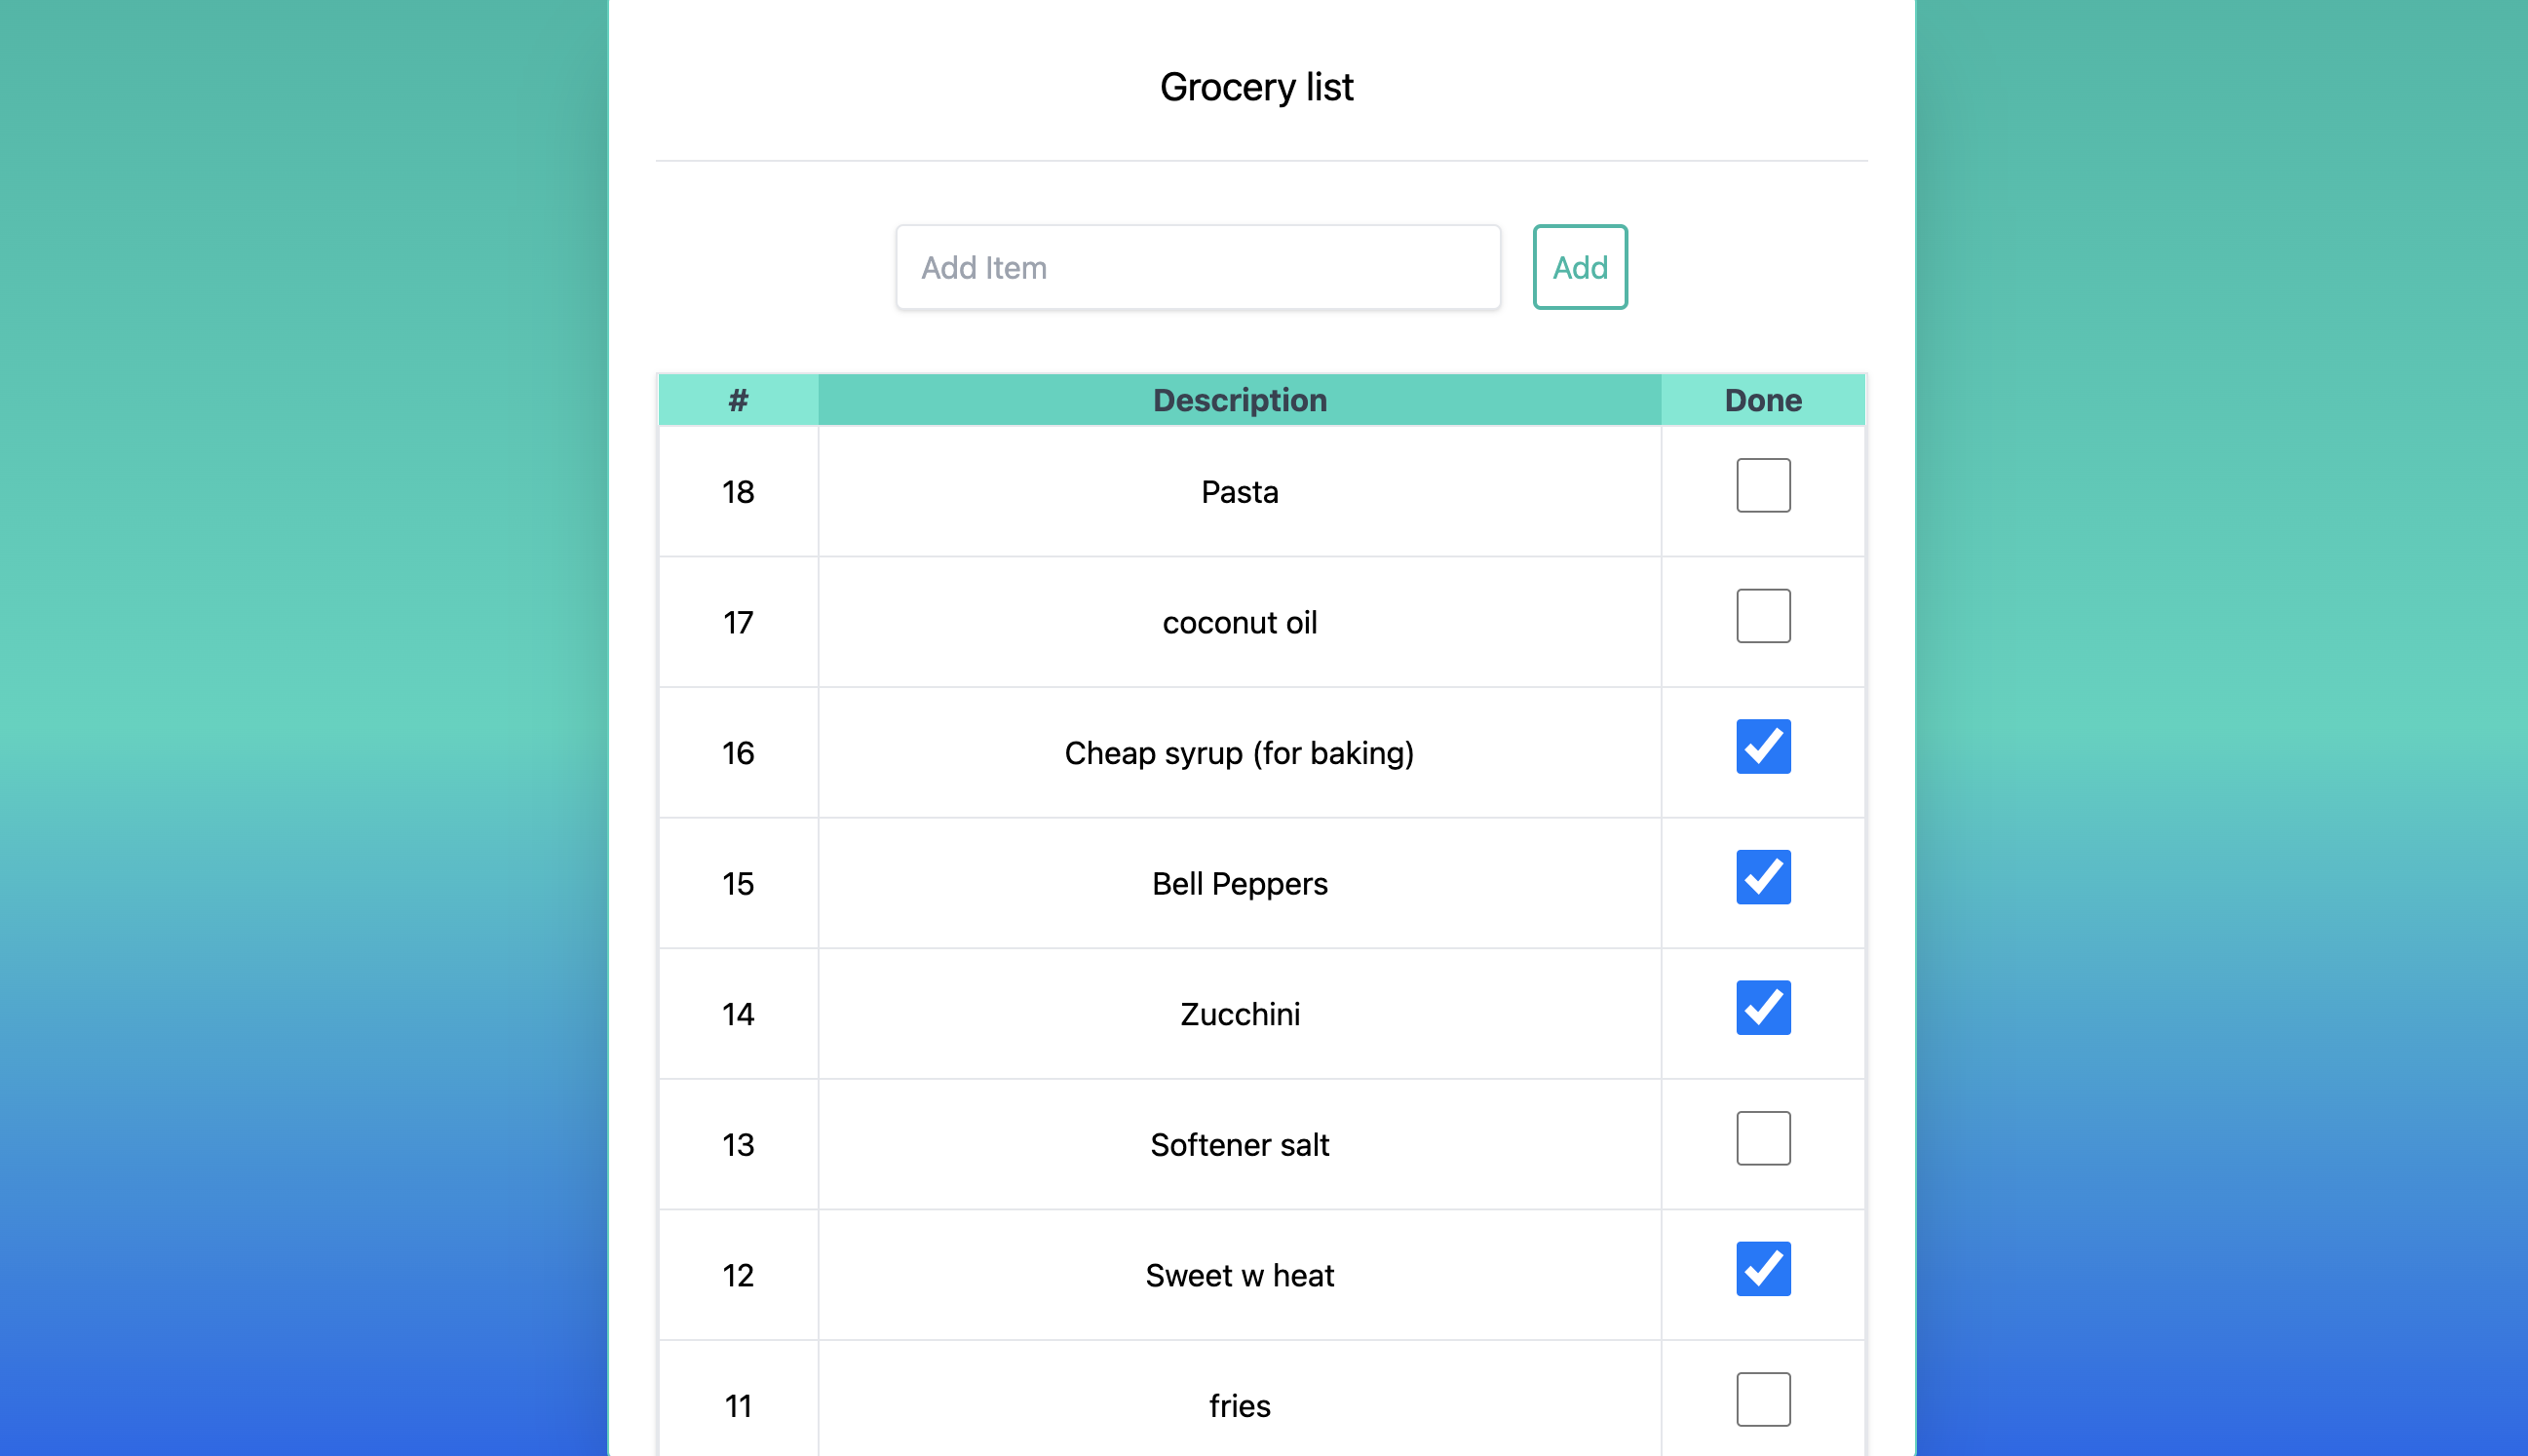 Grocery list
Add Item Add
# Description Done
18 Pasta
17 coconut oil
16 Cheap syrup (for baking)
15 Bell Peppers
14 Zucchini
13 Softener salt
12 Sweet w heat
11 fries